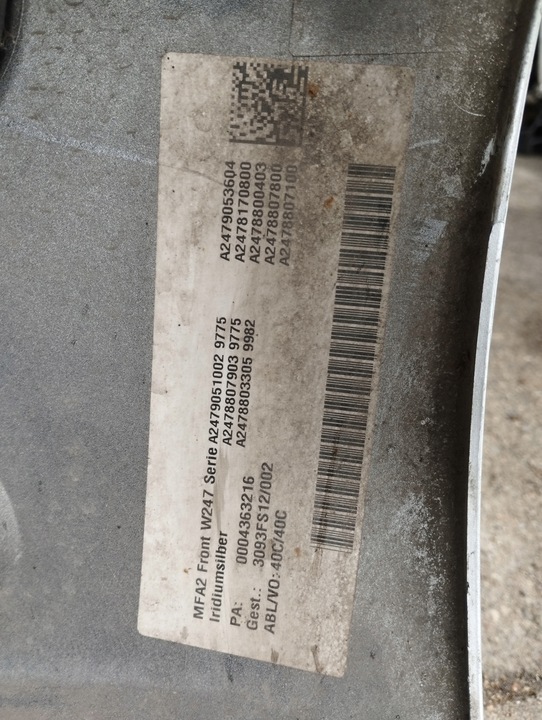 MFA2 Front W247 Serie A2479051002 9775 A2479053604
Iridiumsilber A2478807903 9775 A2478170800
A2478803305 9982 A2478800403
A2478807800
A2478807100
PA: 0004363216
Gest.: 3093FS12/002
ABL/VO: 40C/40C